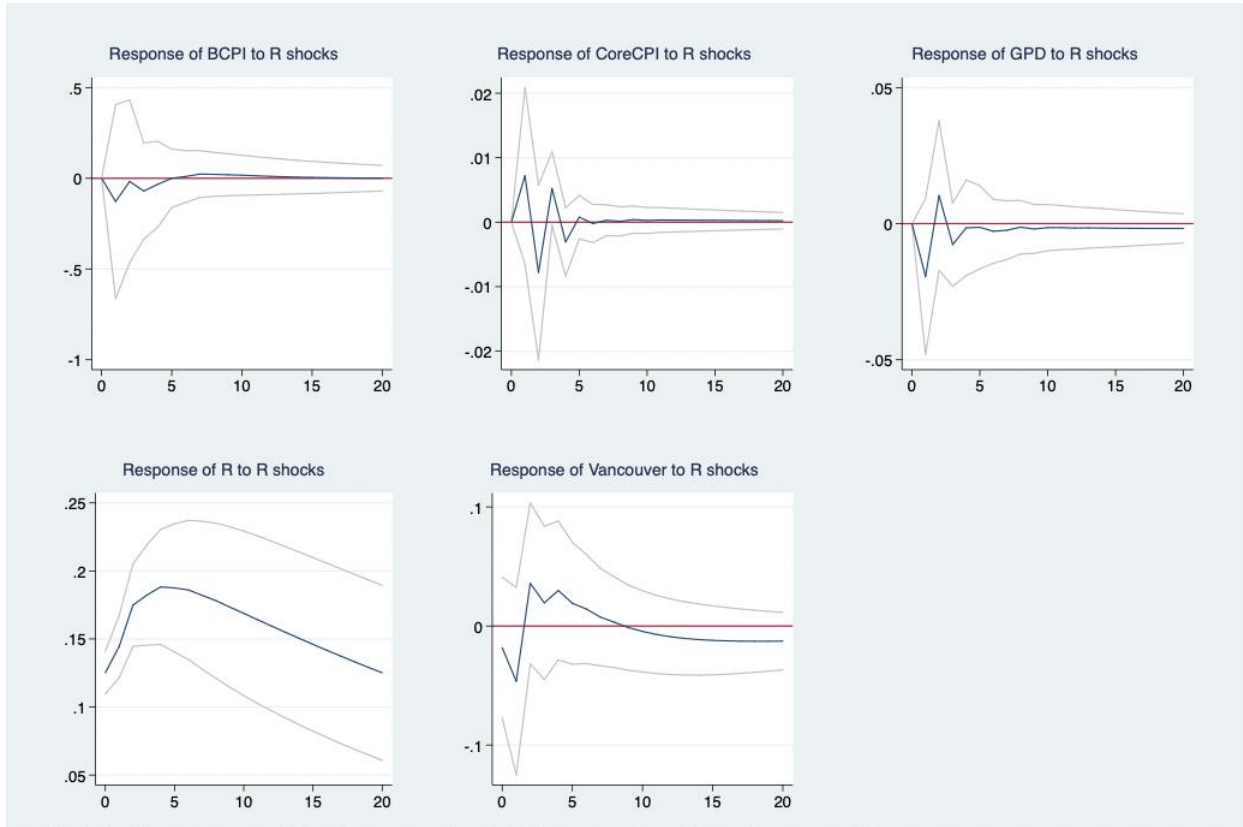 Response of BCPI to R shocks
.5
0
-.5
-1
0 5 10 15 20
Response of CoreCPI to R shocks
.02
.01
0
-.01
-.02
0 5 10 15 20
Response of GPD to R shocks
.05
0
-.05
0 5 10 15 20
Response of R to R shocks
.25
.2
.15
.1
.05
0 5 10 15 20
Response of Vancouver to R shocks
.1
0
-.1
0 5 10 15 20